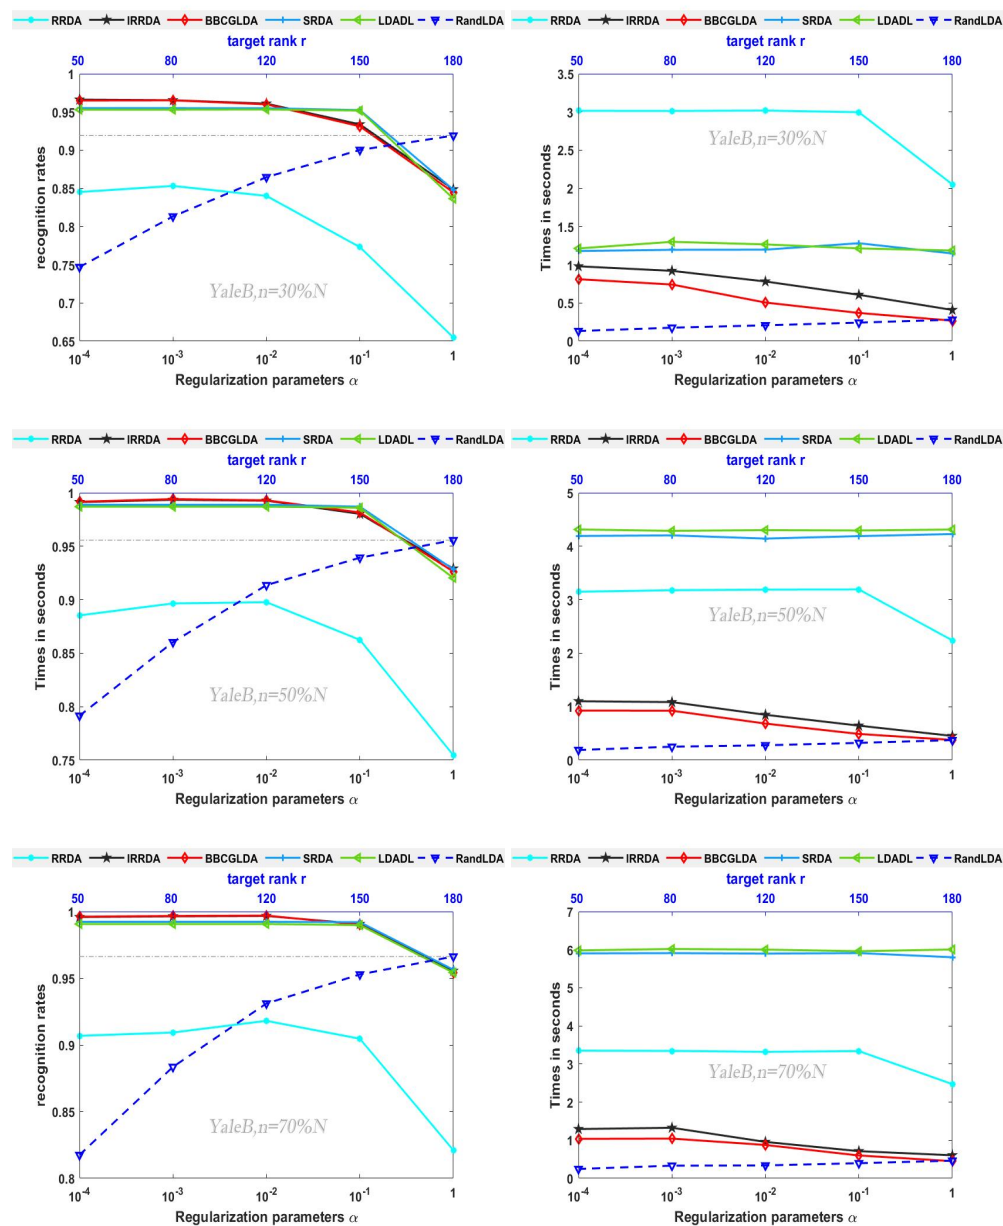 RRDA IRRDA BBCGLDA SRDA LDADL RandLDA
target rank r
50 80 120 150 180
1
0.95
0.9
0.85
0.8
0.75
0.7
0.65
recognition rates
YaleB,n=30%N
10-4 10-3 10-2 10-1 1
Regularization parameters α
RRDA IRRDA BBCGLDA SRDA LDADL RandLDA
target rank r
50 80 120 150 180
3.5
3
2.5
2
1.5
1
0.5
0
Times in seconds
YaleB,n=30%N
10-4 10-3 10-2 10-1 1
Regularization parameters α
RRDA IRRDA BBCGLDA SRDA LDADL RandLDA
target rank r
50 80 120 150 180
1
0.95
0.9
0.85
0.8
0.75
Times in seconds
YaleB,n=50%N
10-4 10-3 10-2 10-1 1
Regularization parameters α
RRDA IRRDA BBCGLDA SRDA LDADL RandLDA
target rank r
50 80 120 150 180
5
4
3
2
1
0
Times in seconds
YaleB,n=50%N
10-4 10-3 10-2 10-1 1
Regularization parameters α
RRDA IRRDA BBCGLDA SRDA LDADL RandLDA
target rank r
50 80 120 150 180
1
0.95
0.9
0.85
0.8
recognition rates
YaleB,n=70%N
10-4 10-3 10-2 10-1 1
Regularization parameters α
RRDA IRRDA BBCGLDA SRDA LDADL RandLDA
target rank r
50 80 120 150 180
7
6
5
4
3
2
1
0
Times in seconds
YaleB,n=70%N
10-4 10-3 10-2 10-1 1
Regularization parameters α